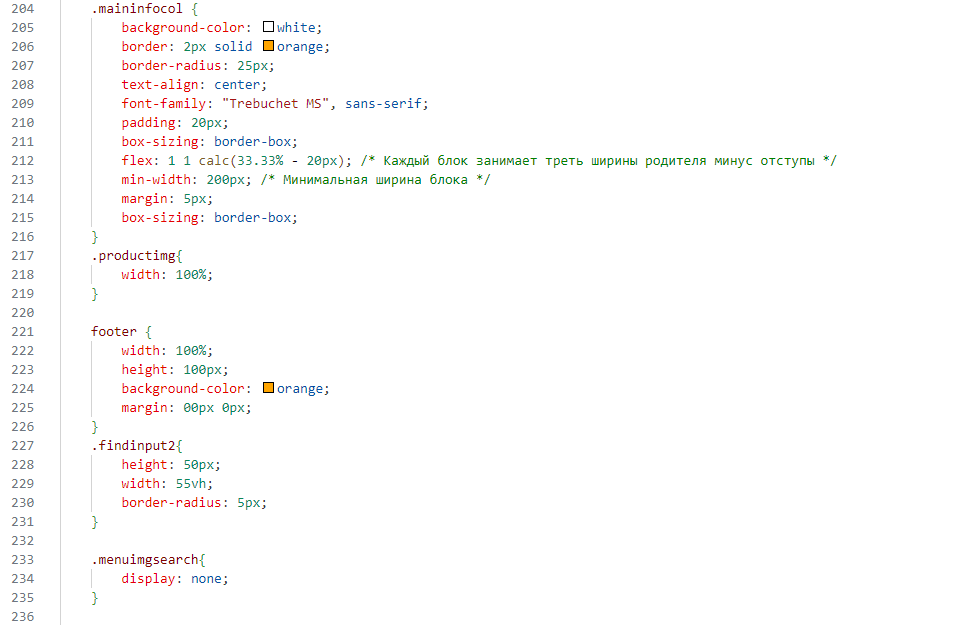 204 .maininfocol {
205 background-color: white;
206 border: 2px solid orange;
207 border-radius: 25px;
208 text-align: center;
209 font-family: "Trebuchet MS", sans-serif;
210 padding: 20px;
211 box-sizing: border-box;
212 flex: 1 1 calc(33.33% - 20px); /* Каждый блок занимает треть ширины родителя минус отступы */
213 min-width: 200px; /* Минимальная ширина блока */
214 margin: 5px;
215 box-sizing: border-box;
216 }
217 .productimg{
218 width: 100%;
219 }
220
221 footer {
222 width: 100%;
223 height: 100px;
224 background-color: orange;
225 margin: 00px 0px;
226 }
227 .findinput2{
228 height: 50px;
229 width: 55vh;
230 border-radius: 5px;
231 }
232
233 .menuimgsearch{
234 display: none;
235 }
236